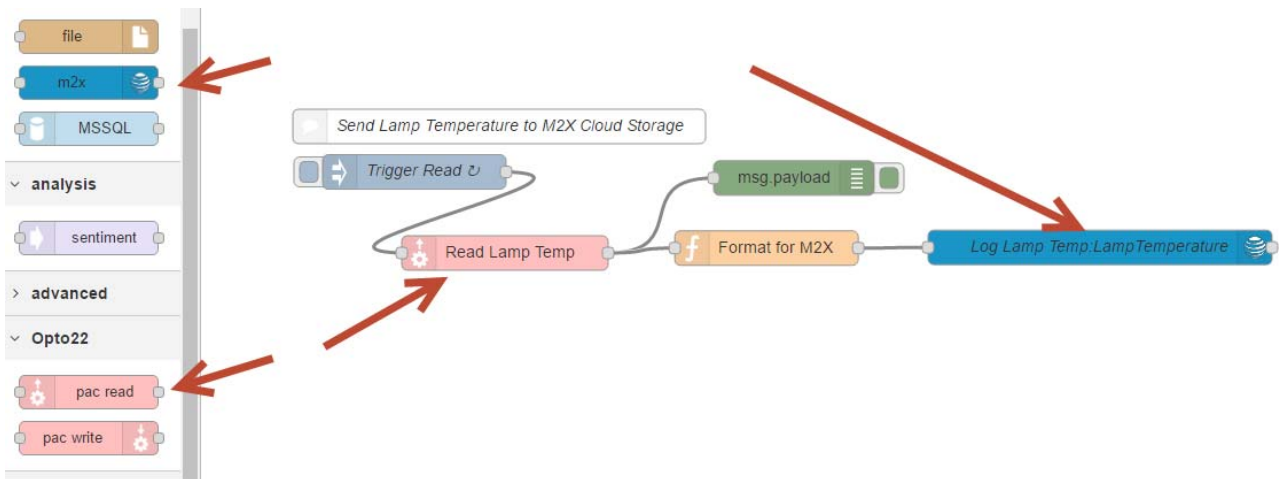 file
m2x
MSSQL
analysis
sentiment
advanced
Opto22
pac read
pac write
Send Lamp Temperature to M2X Cloud Storage
Trigger Read ↻
msg.payload
Read Lamp Temp
Format for M2X
Log Lamp Temp:LampTemperature